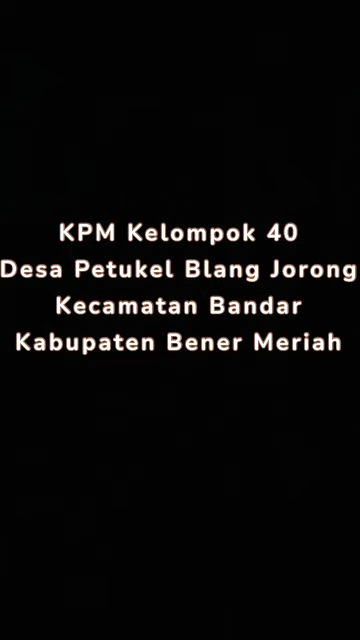 KPM Kelompok 40
Desa Petukel Blang Jorong
Kecamatan Bandar
Kabupaten Bener Meriah